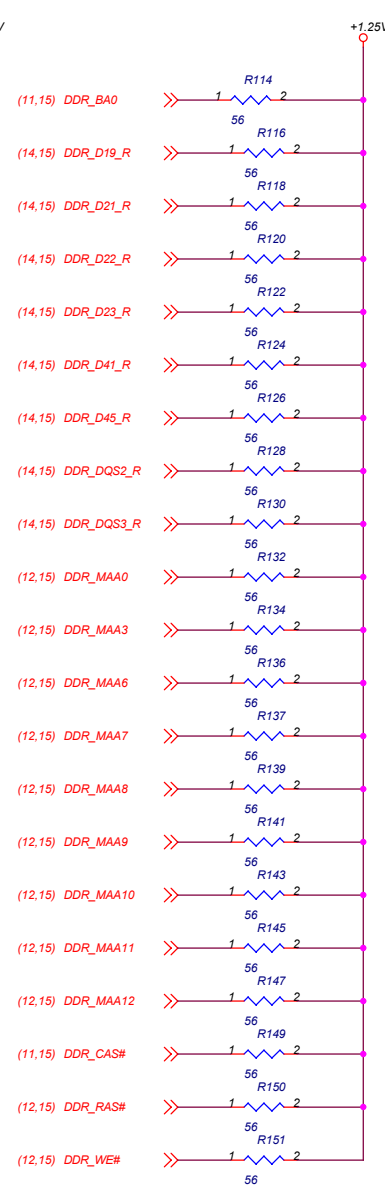 +1.25V
R114
(11,15) DDR_BA0 1 2
56
R116
(14,15) DDR_D19_R 1 2
56
R118
(14,15) DDR_D21_R 1 2
56
R120
(14,15) DDR_D22_R 1 2
56
R122
(14,15) DDR_D23_R 1 2
56
R124
(14,15) DDR_D41_R 1 2
56
R126
(14,15) DDR_D45_R 1 2
56
R128
(14,15) DDR_DQS2_R 1 2
56
R130
(14,15) DDR_DQS3_R 1 2
56
R132
(12,15) DDR_MAA0 1 2
56
R134
(12,15) DDR_MAA3 1 2
56
R136
(12,15) DDR_MAA6 1 2
56
R137
(12,15) DDR_MAA7 1 2
56
R139
(12,15) DDR_MAA8 1 2
56
R141
(12,15) DDR_MAA9 1 2
56
R143
(12,15) DDR_MAA10 1 2
56
R145
(12,15) DDR_MAA11 1 2
56
R147
(12,15) DDR_MAA12 1 2
56
R149
(11,15) DDR_CAS# 1 2
56
R150
(12,15) DDR_RAS# 1 2
56
R151
(12,15) DDR_WE# 1 2
56